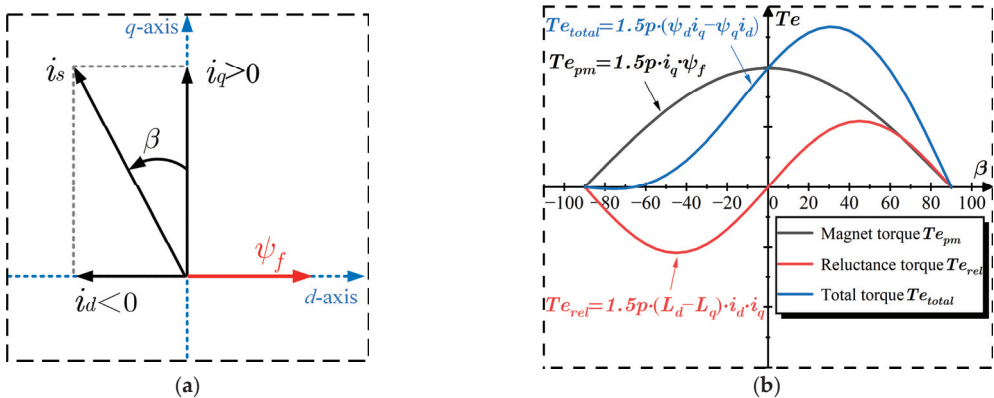 q-axis
i_s
i_q>0
β
ψ_f
i_d<0
d-axis
(a)
Te
Te_total=1.5p·(ψ_d i_q−ψ_q i_d)
Te_pm=1.5p·i_q·ψ_f
β
−100 −80 −60 −40 −20 0 20 40 60 80 100
Magnet torque Te_pm
Reluctance torque Te_rel
Total torque Te_total
Te_rel=1.5p·(L_d−L_q)·i_d·i_q
(b)